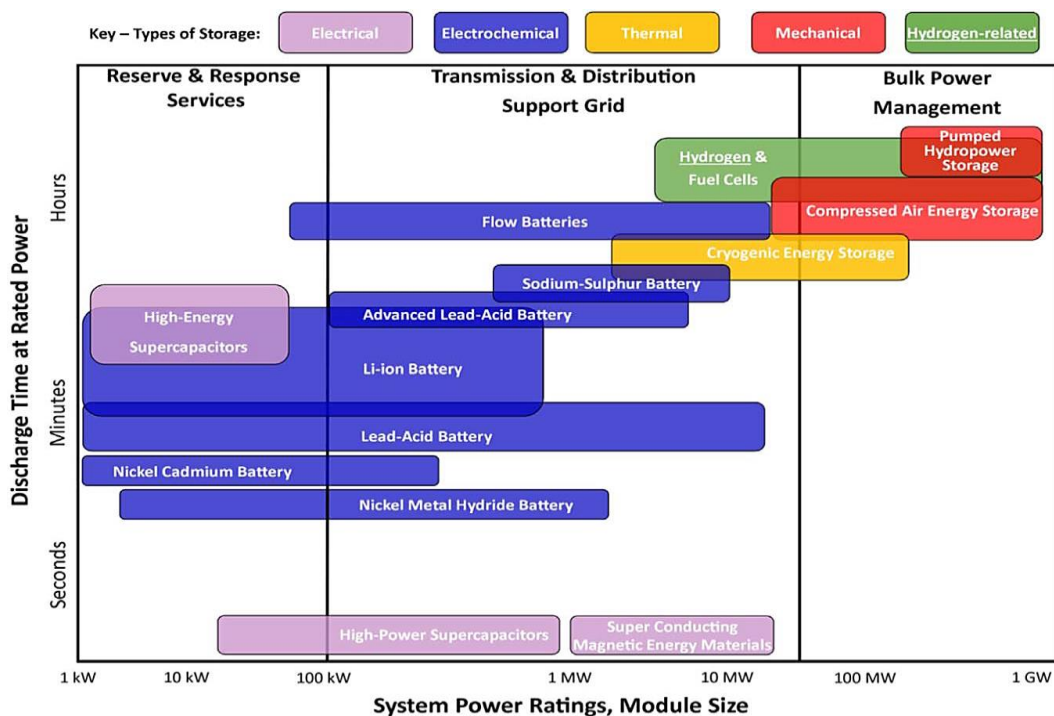 Key – Types of Storage:
Electrical
Electrochemical
Thermal
Mechanical
Hydrogen-related
Reserve & Response
Services
Transmission & Distribution
Support Grid
Bulk Power
Management
Pumped
Hydropower
Storage
Hydrogen &
Fuel Cells
Compressed Air Energy Storage
Flow Batteries
Cryogenic Energy Storage
Sodium-Sulphur Battery
High-Energy
Supercapacitors
Advanced Lead-Acid Battery
Li-ion Battery
Lead-Acid Battery
Nickel Cadmium Battery
Nickel Metal Hydride Battery
High-Power Supercapacitors
Super Conducting
Magnetic Energy Materials
Discharge Time at Rated Power
Hours
Minutes
Seconds
1 kW
10 kW
100 kw
1 MW
10 MW
100 MW
1 GW
System Power Ratings, Module Size